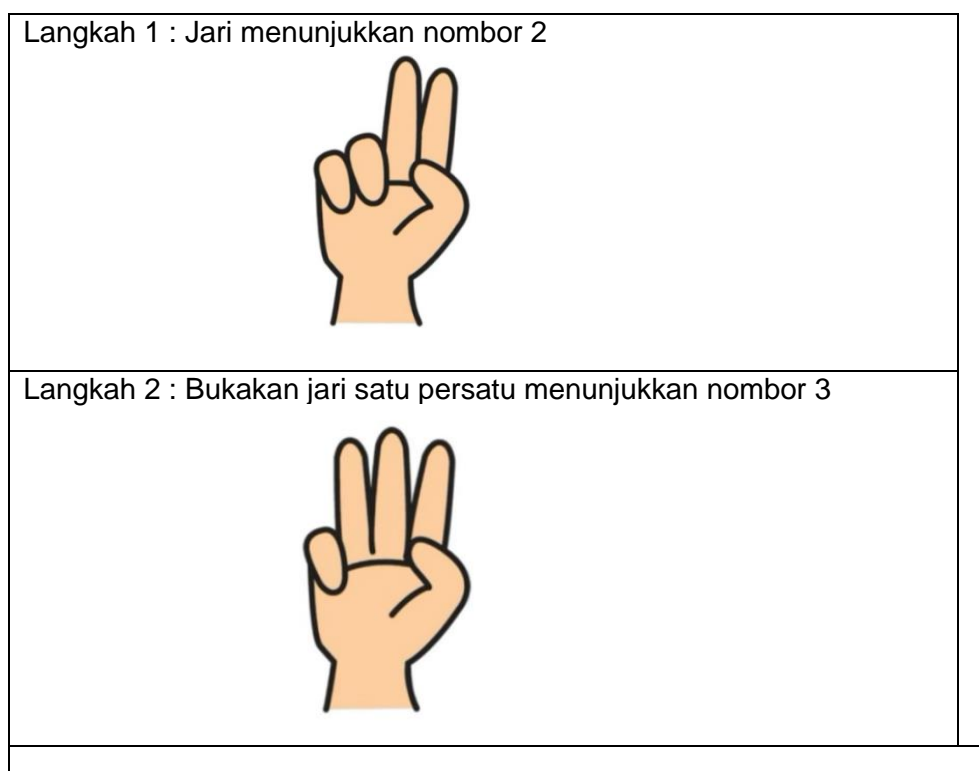 Langkah 1 : Jari menunjukkan nombor 2
Langkah 2 : Bukakan jari satu persatu menunjukkan nombor 3